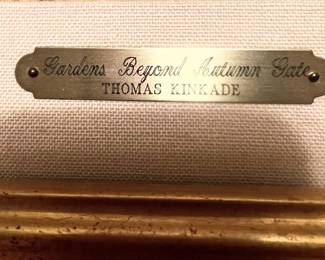 Gardens Beyond Autumn Gate
THOMAS KINKADE